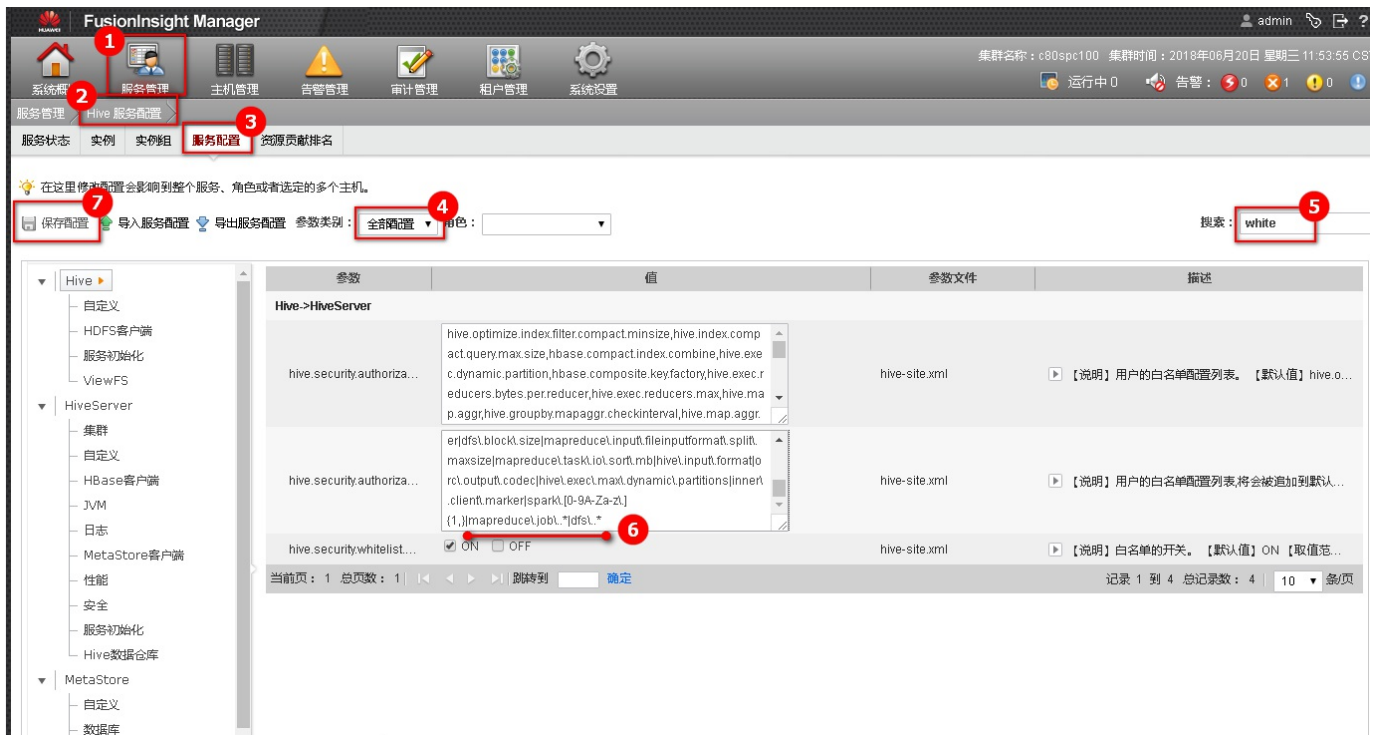 HUAWEI FusionInsight Manager admin ?
1
系统概 服务管理 主机管理 告警管理 审计管理 租户管理 系统设置
集群名称：c80spc100 集群时间：2018年06月20日 星期三 11:53:55 CS
运行中 0 告警： 0 1 0
2
服务管理 Hive 服务配置
3
服务状态 实例 实例组 服务配置 资源贡献排名
在这里修改配置会影响到整个服务、角色或者选定的多个主机。
7 4 5
保存配置 导入服务配置 导出服务配置 参数类别： 全部配置 角色： 搜索： white
Hive
自定义
HDFS客户端
服务初始化
ViewFS
HiveServer
集群
自定义
HBase客户端
JVM
日志
MetaStore客户端
性能
安全
服务初始化
Hive数据仓库
MetaStore
自定义
数据库
参数 值 参数文件 描述
Hive->HiveServer
hive.security.authoriza...
hive.optimize.index.filter.compact.minsize,hive.index.comp
act.query.max.size,hbase.compact.index.combine,hive.exe
c.dynamic.partition,hbase.composite.key.factory,hive.exec.r
educers.bytes.per.reducer,hive.exec.reducers.max,hive.ma
p.aggr,hive.groupby.mapaggr.checkinterval,hive.map.aggr.
hive-site.xml
【说明】用户的白名单配置列表。 【默认值】hive.o...
hive.security.authoriza...
er|dfs\.block\.size|mapreduce\.input\.fileinputformat\.split\.
maxsize|mapreduce\.task\.io\.sort\.mb|hive\.input\.format|o
rc\.output\.codec|hive\.exec\.max\.dynamic\.partitions|inner\
.client\.marker|spark\.[0-9A-Za-z\.]
{1,}|mapreduce\.job\..*|dfs\..*
hive-site.xml
【说明】用户的白名单配置列表,将会被追加到默认...
6
hive.security.whitelist.... ON OFF hive-site.xml 【说明】白名单的开关。 【默认值】ON 【取值范...
当前页： 1 总页数： 1 跳转到 确定 记录 1 到 4 总记录数： 4 10 条/页